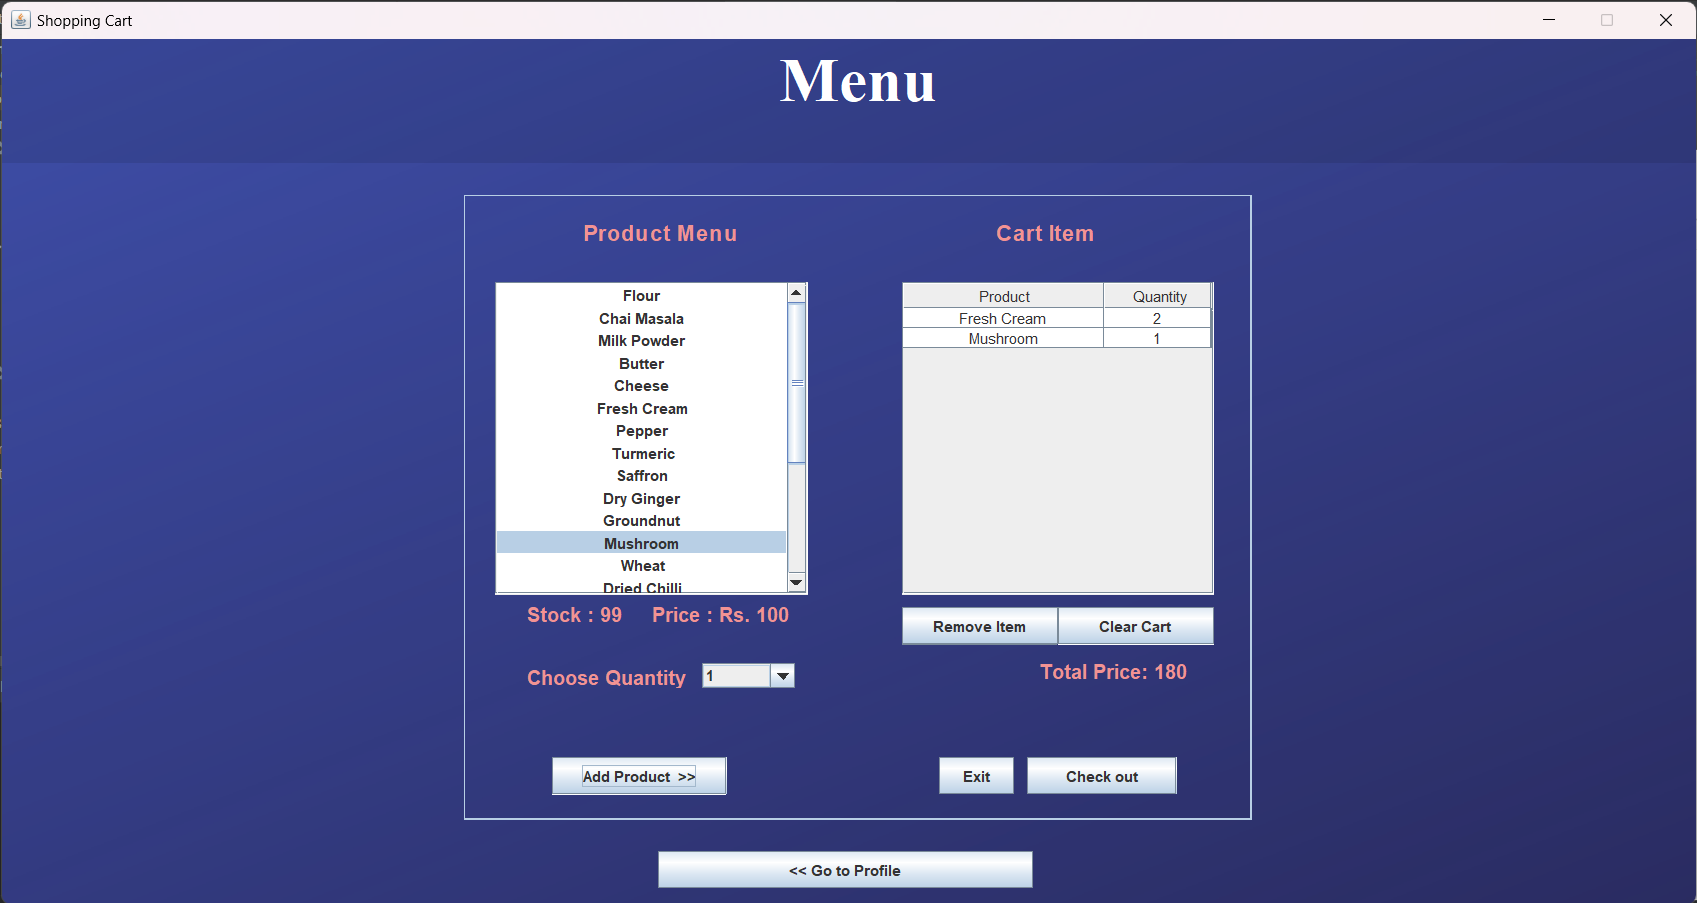 Shopping Cart
Menu
Product Menu
Flour
Chai Masala
Milk Powder
Butter
Cheese
Fresh Cream
Pepper
Turmeric
Saffron
Dry Ginger
Groundnut
Mushroom
Wheat
Dried Chilli
Stock : 99 Price : Rs. 100
Choose Quantity 1
Add Product >>
Cart Item
Product Quantity
Fresh Cream 2
Mushroom 1
Remove Item Clear Cart
Total Price: 180
Exit Check out
<< Go to Profile